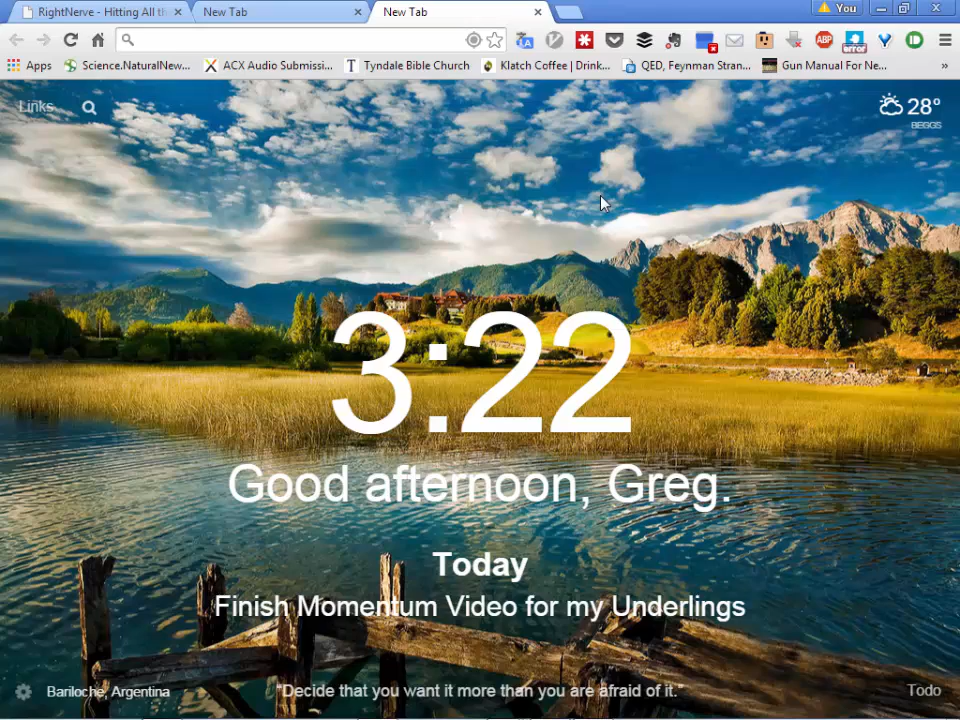 RightNerve - Hitting All th
New Tab
New Tab
You
Apps
Science.NaturalNew...
ACX Audio Submissi...
Tyndale Bible Church
Klatch Coffee | Drink...
QED, Feynman Stran...
Gun Manual For Ne...
»
ABP
error
Links
28°
BEGGS
3:22
Good afternoon, Greg.
Today
Finish Momentum Video for my Underlings
Bariloche, Argentina
"Decide that you want it more than you are afraid of it."
Todo